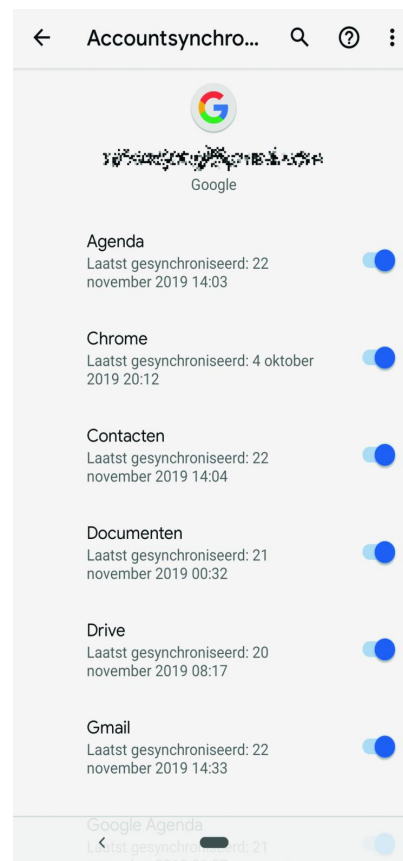 Accountsynchro...
Google
Agenda
Laatst gesynchroniseerd: 22
november 2019 14:03
Chrome
Laatst gesynchroniseerd: 4 oktober
2019 20:12
Contacten
Laatst gesynchroniseerd: 22
november 2019 14:04
Documenten
Laatst gesynchroniseerd: 21
november 2019 00:32
Drive
Laatst gesynchroniseerd: 20
november 2019 08:17
Gmail
Laatst gesynchroniseerd: 22
november 2019 14:33
Google Agenda
Laatst gesynchroniseerd: 21